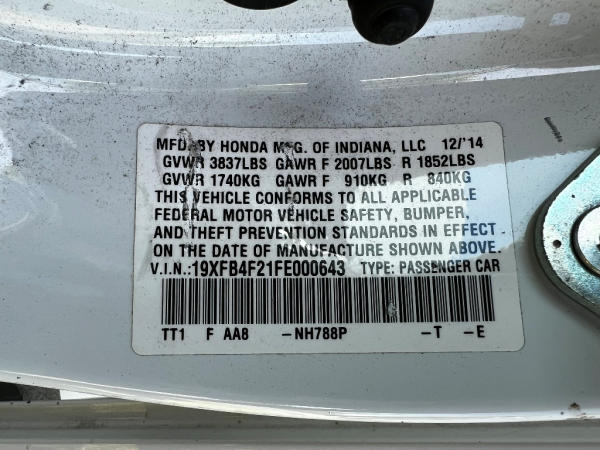 MFD BY HONDA MFG. OF INDIANA, LLC 12/'14
GVWR 3837LBS GAWR F 2007LBS R 1852LBS
GVWR 1740KG GAWR F 910KG R 840KG
THIS VEHICLE CONFORMS TO ALL APPLICABLE
FEDERAL MOTOR VEHICLE SAFETY, BUMPER,
AND THEFT PREVENTION STANDARDS IN EFFECT
ON THE DATE OF MANUFACTURE SHOWN ABOVE.
V.I.N.:19XFB4F21FE000643 TYPE: PASSENGER CAR
TT1 F AA8 -NH788P -T -E